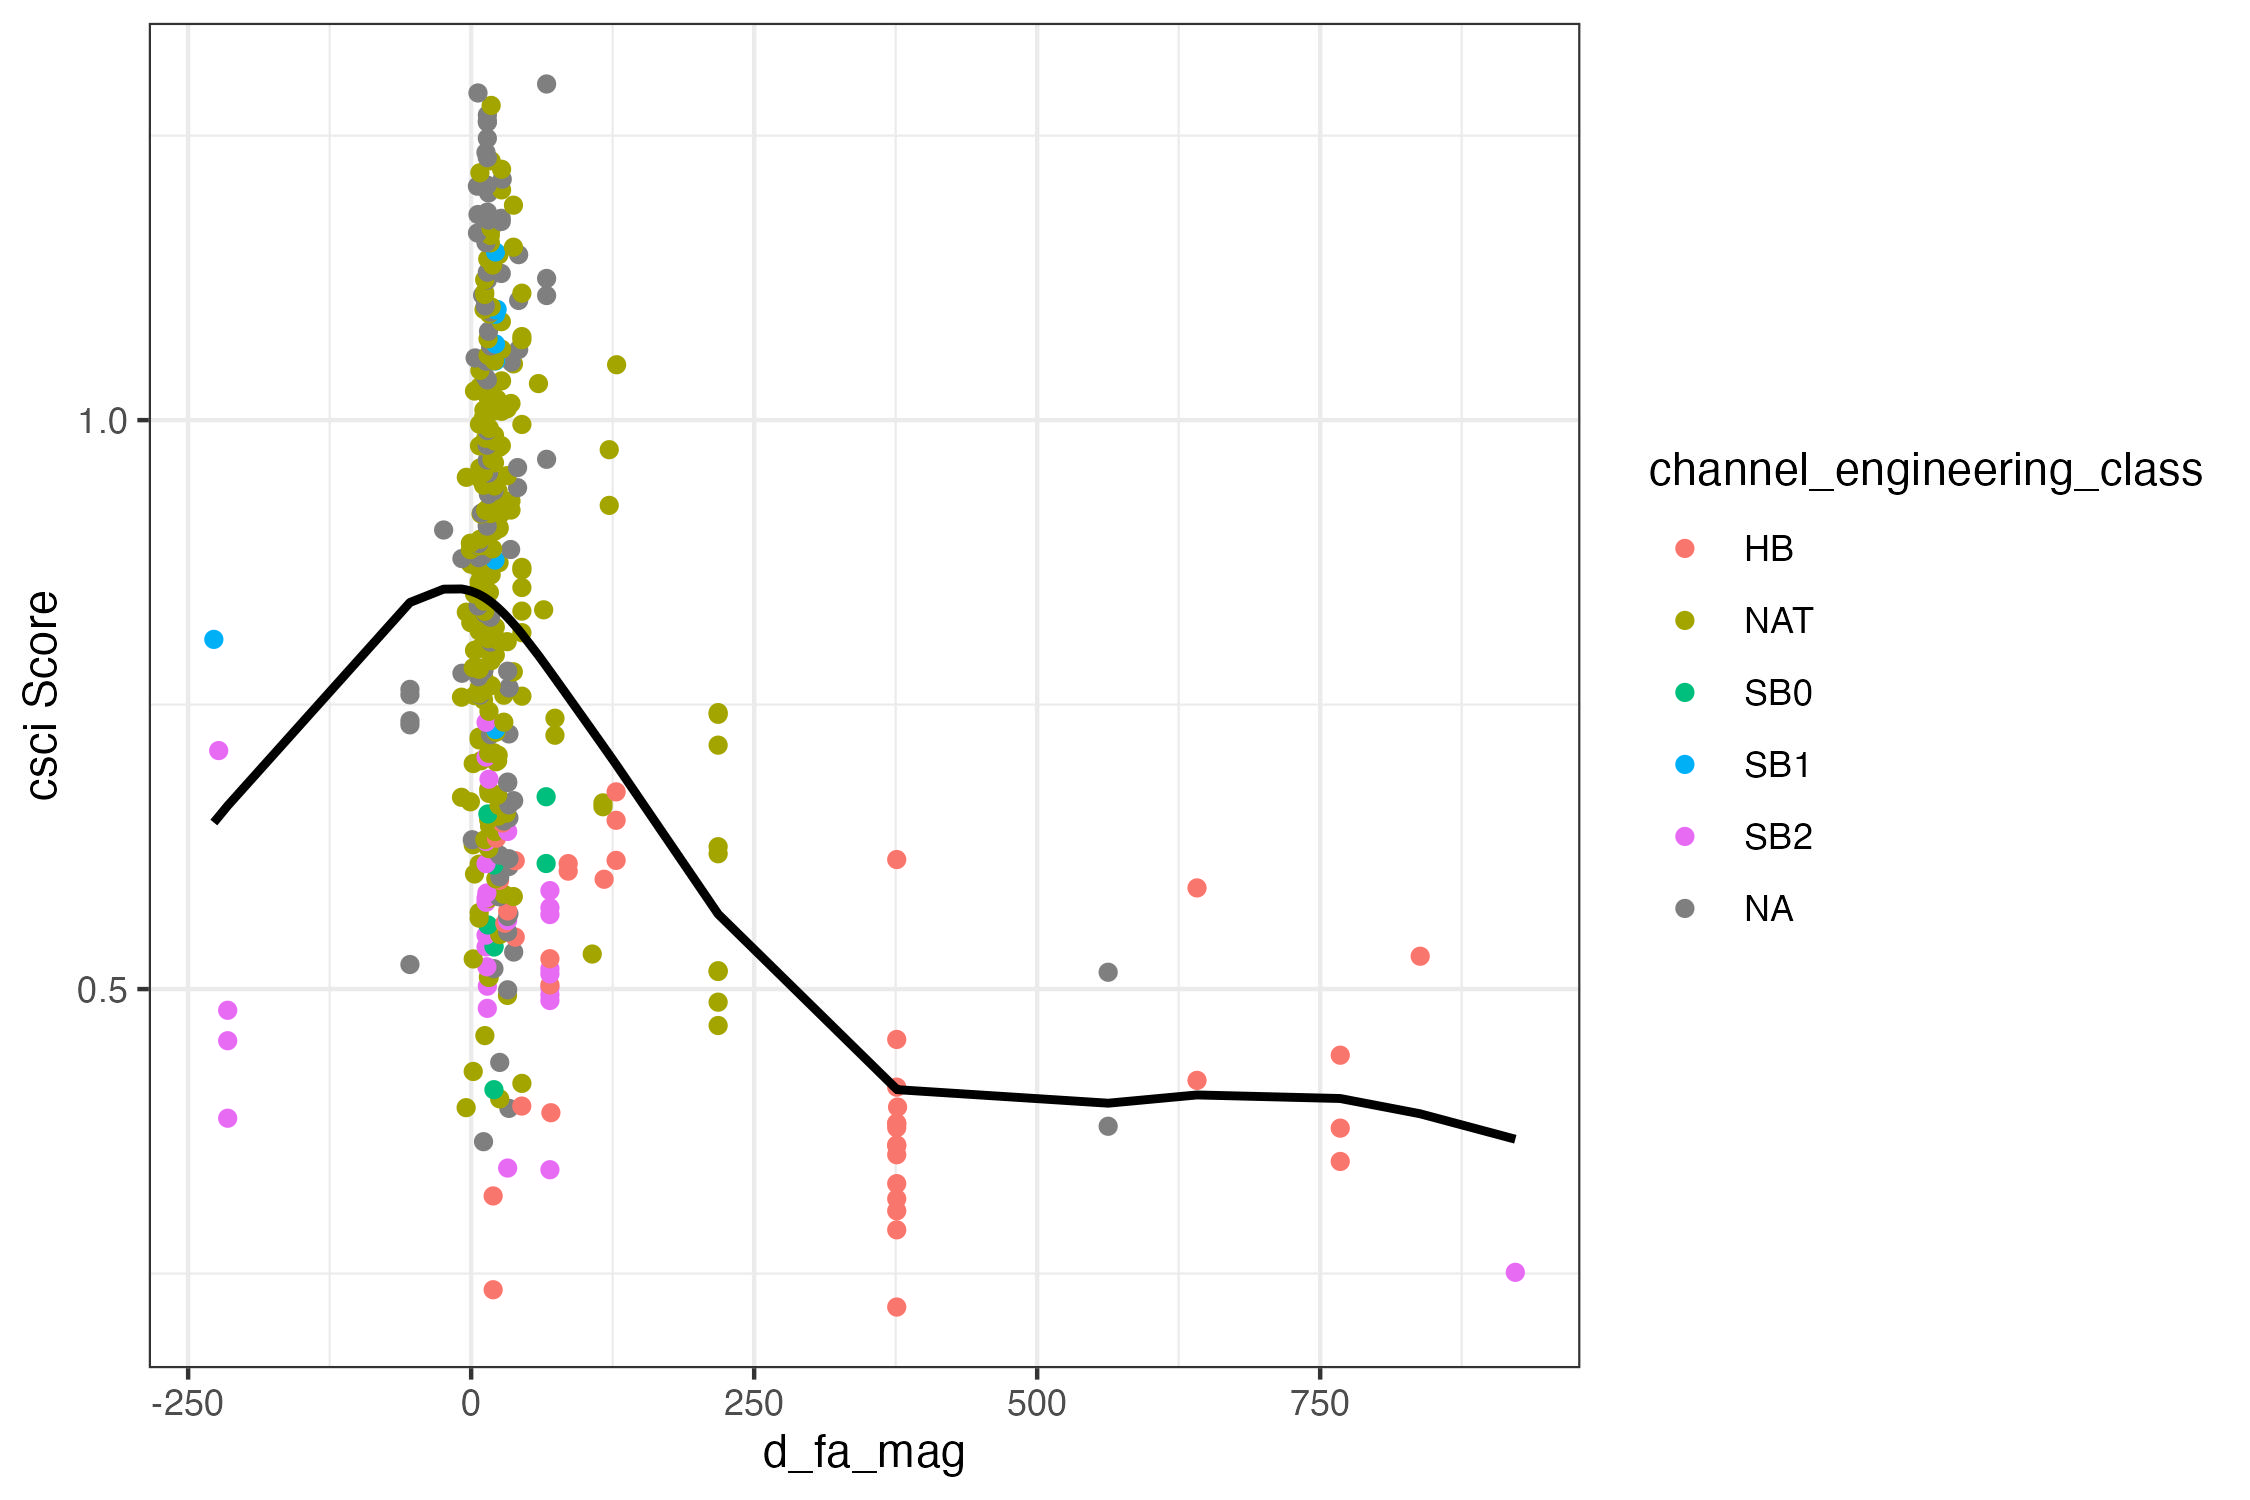 csci Score
1.0
0.5
-250
0
250
500
750
d_fa_mag
channel_engineering_class
HB
NAT
SB0
SB1
SB2
NA